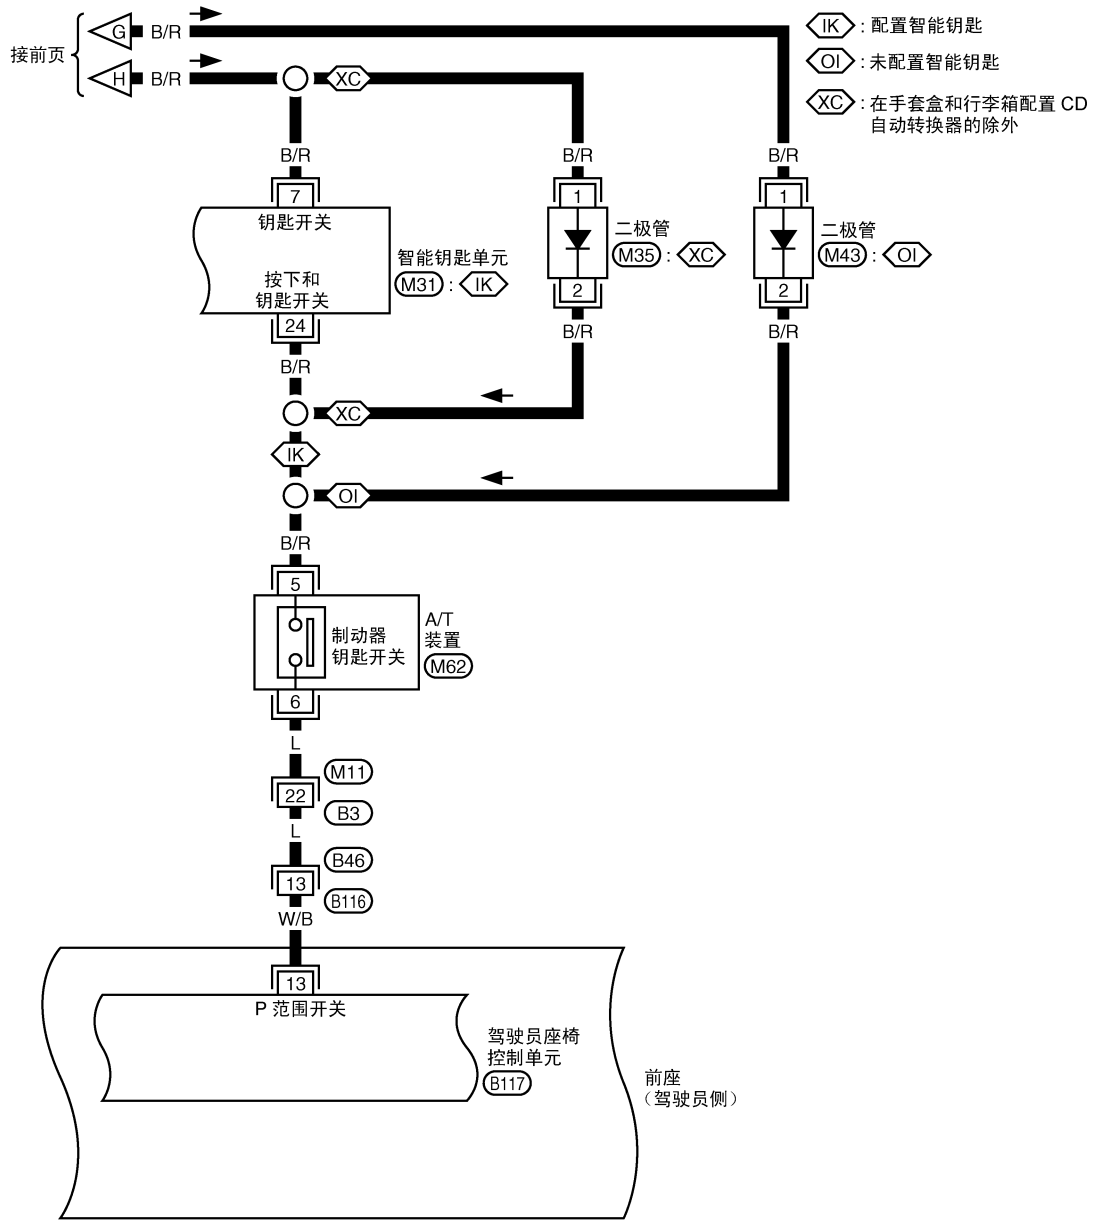 接前页
G B/R
H B/R
XC
IK : 配置智能钥匙
OI : 未配置智能钥匙
XC : 在手套盒和行李箱配置 CD
自动转换器的除外
B/R
B/R
B/R
7
1
1
钥匙开关
按下和
钥匙开关
智能钥匙单元
M31 : IK
二极管
M35 : XC
二极管
M43 : OI
24
2
2
B/R
B/R
B/R
XC
IK
OI
B/R
5
制动器
钥匙开关
A/T
装置
M62
6
L
M11
22
B3
L
B46
13
B116
W/B
13
P 范围开关
驾驶员座椅
控制单元
B117
前座
（驾驶员侧）